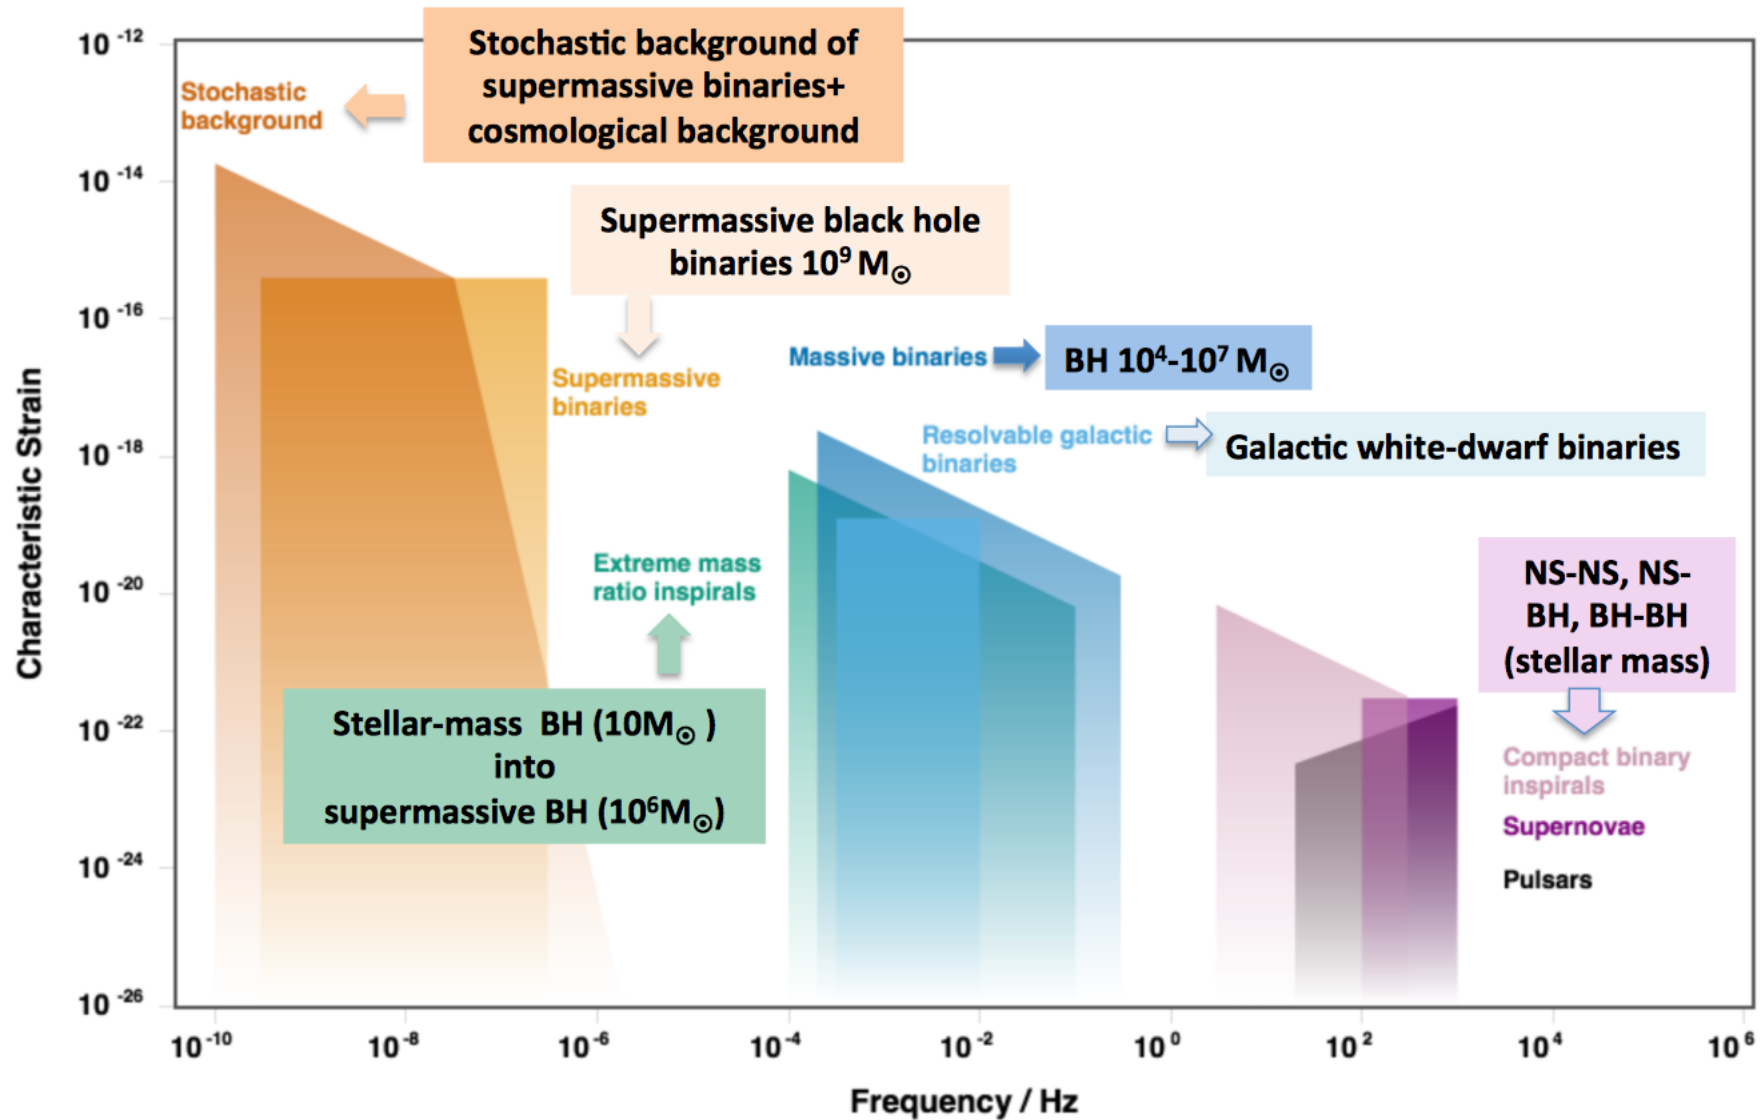 10⁻¹²
10⁻¹⁴
10⁻¹⁶
10⁻¹⁸
10⁻²⁰
10⁻²²
10⁻²⁴
10⁻²⁶
Characteristic Strain
Stochastic
background
Stochastic background of
supermassive binaries+
cosmological background
Supermassive black hole
binaries 10⁹ M☉
Supermassive
binaries
Massive binaries
BH 10⁴-10⁷ M☉
Resolvable galactic
binaries
Galactic white-dwarf binaries
Extreme mass
ratio inspirals
Stellar-mass BH (10M☉ )
into
supermassive BH (10⁶M☉)
NS-NS, NS-
BH, BH-BH
(stellar mass)
Compact binary
inspirals
Supernovae
Pulsars
10⁻¹⁰ 10⁻⁸ 10⁻⁶ 10⁻⁴ 10⁻² 10⁰ 10² 10⁴ 10⁶
Frequency / Hz